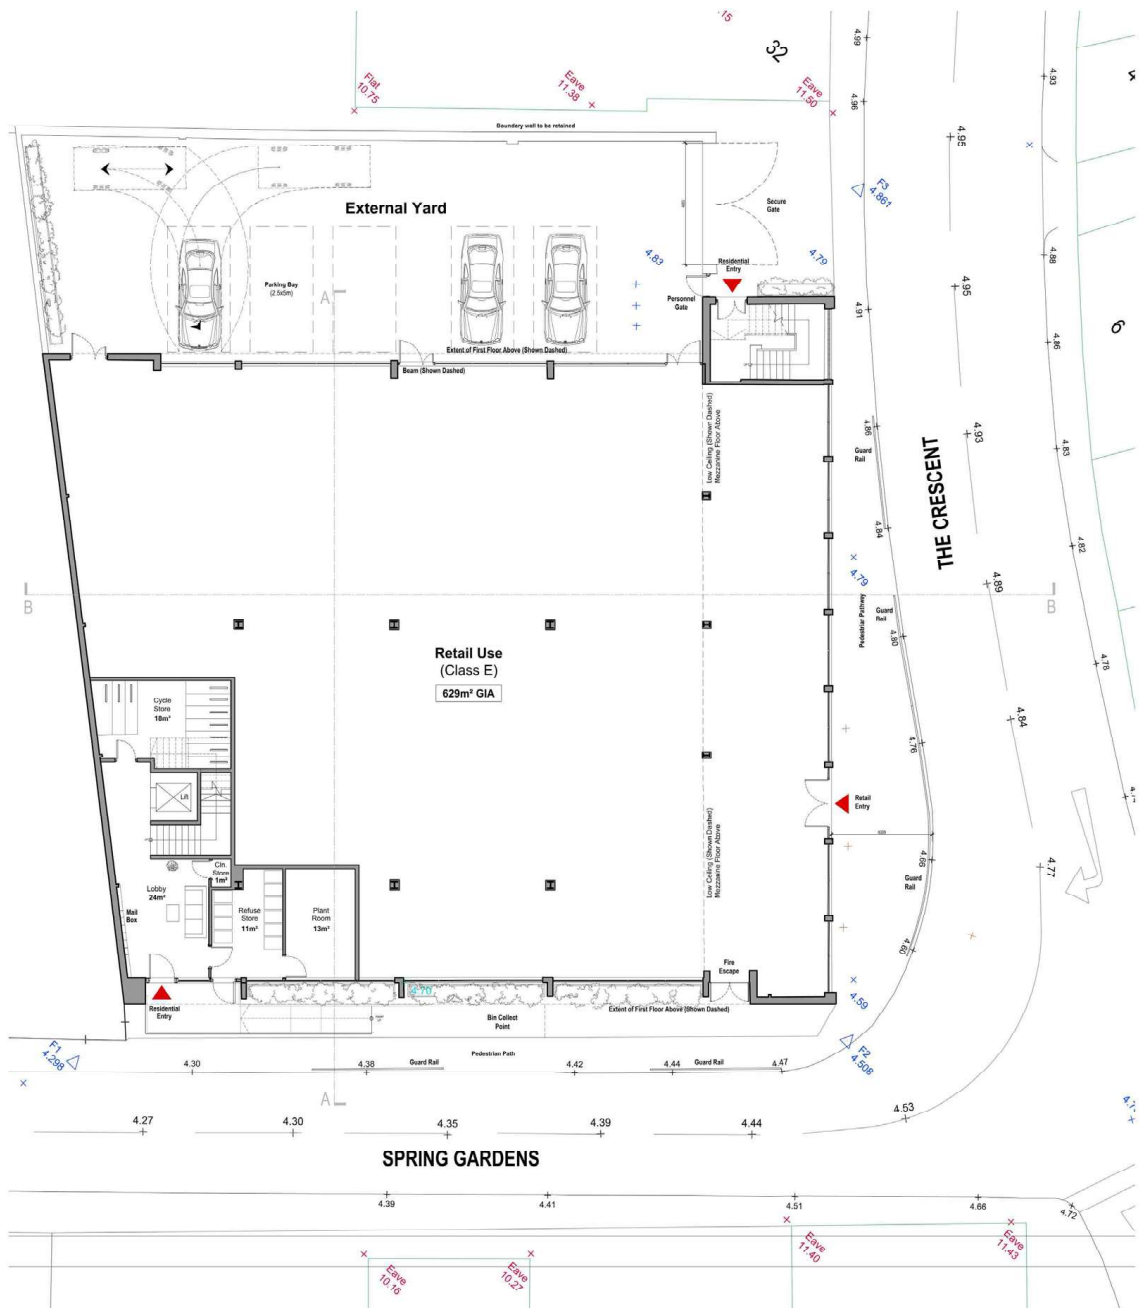 15
32
4.99
4.93
Flat
10.75
Eave
11.38
Eave
11.50
4.96
Boundary wall to be retained
4.95
F3
4.861
External Yard
Secure
Gate
4.83
4.79
4.88
Residential
Entry
Parking Bay
(2.5x5m)
A
Personnel
Gate
4.95
4.91
6
4.86
Extent of First Floor Above (Shown Dashed)
Beam (Shown Dashed)
Low Ceiling (Shown Dashed)
Mezzanine Floor Above
4.86
Guard
Rail
4.93
4.83
THE CRESCENT
4.84
4.82
4.79
4.89
B
B
Pedestrian Pathway
Guard
Rail
4.80
Retail Use
(Class E)
629m² GIA
4.78
Cycle
Store
18m²
4.84
4.76
Lift
Retail
Entry
Low Ceiling (Shown Dashed)
Mezzanine Floor Above
4.66
4.77
Cln.
Store
1m²
Guard
Rail
Lobby
24m²
Mail
Box
Refuse
Store
11m²
Plant
Room
13m²
4.60
Fire
Escape
4.70
4.59
Residential
Entry
Bin Collect
Point
Extent of First Floor Above (Shown Dashed)
F1
4.298
Pedestrian Path
F2
4.508
4.30
4.38
Guard Rail
4.42
4.44
Guard Rail
4.47
A
4.27
4.30
4.35
4.39
4.44
4.53
SPRING GARDENS
4.39
4.41
4.51
4.66
4.72
Eave
10.16
Eave
10.27
Eave
11.40
Eave
11.43